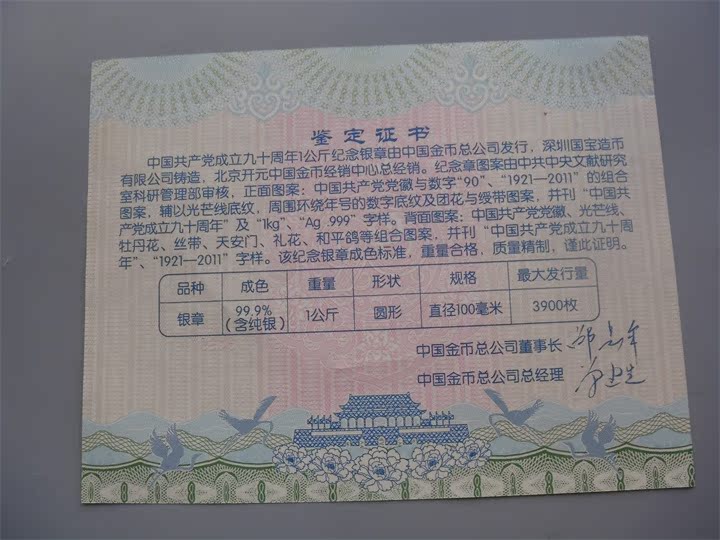 鉴定证书
中国共产党成立九十周年1公斤纪念银章由中国金币总公司发行，深圳国宝造币
有限公司铸造，北京开元中国金币经销中心总经销。纪念章图案由中共中央文献研究
室科研管理部审核，正面图案：中国共产党党徽与数字“90”、“1921—2011”的组合
图案，辅以光芒线底纹，周围环绕年号的数字底纹及团花与绶带图案，并刊“中国共
产党成立九十周年”及“1kg”、“Ag .999”字样。背面图案：中国共产党党徽、光芒线、
牡丹花、丝带、天安门、礼花、和平鸽等组合图案，并刊“中国共产党成立九十周
年”、“1921—2011”字样。该纪念银章成色标准，重量合格，质量精制，谨此证明。
品种 成色 重量 形状 规格 最大发行量
银章 99.9% (含纯银) 1公斤 圆形 直径100毫米 3900枚
中国金币总公司董事长
中国金币总公司总经理